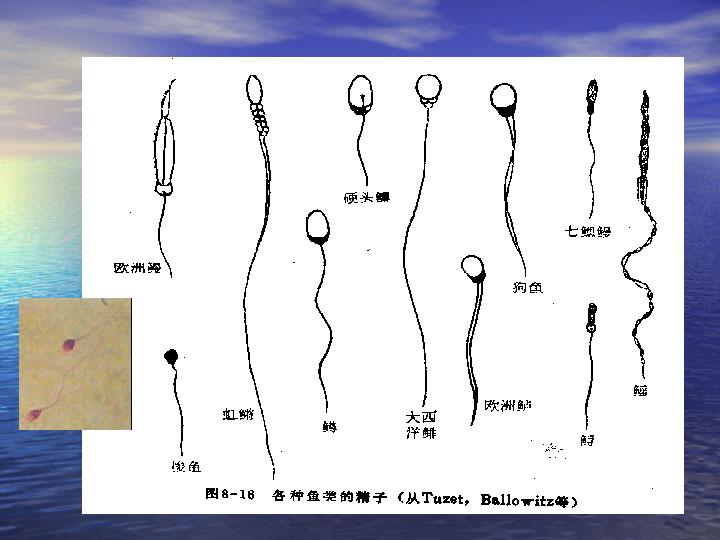 硬头鳟
七鳃鳗
欧洲鳗
狗鱼
鳐
虹鳉
鳟
大西
洋鲱
欧洲鲈
鲟
梭鱼
图8-16 各种鱼类的精子（从Tuzet，Ballowitz等）